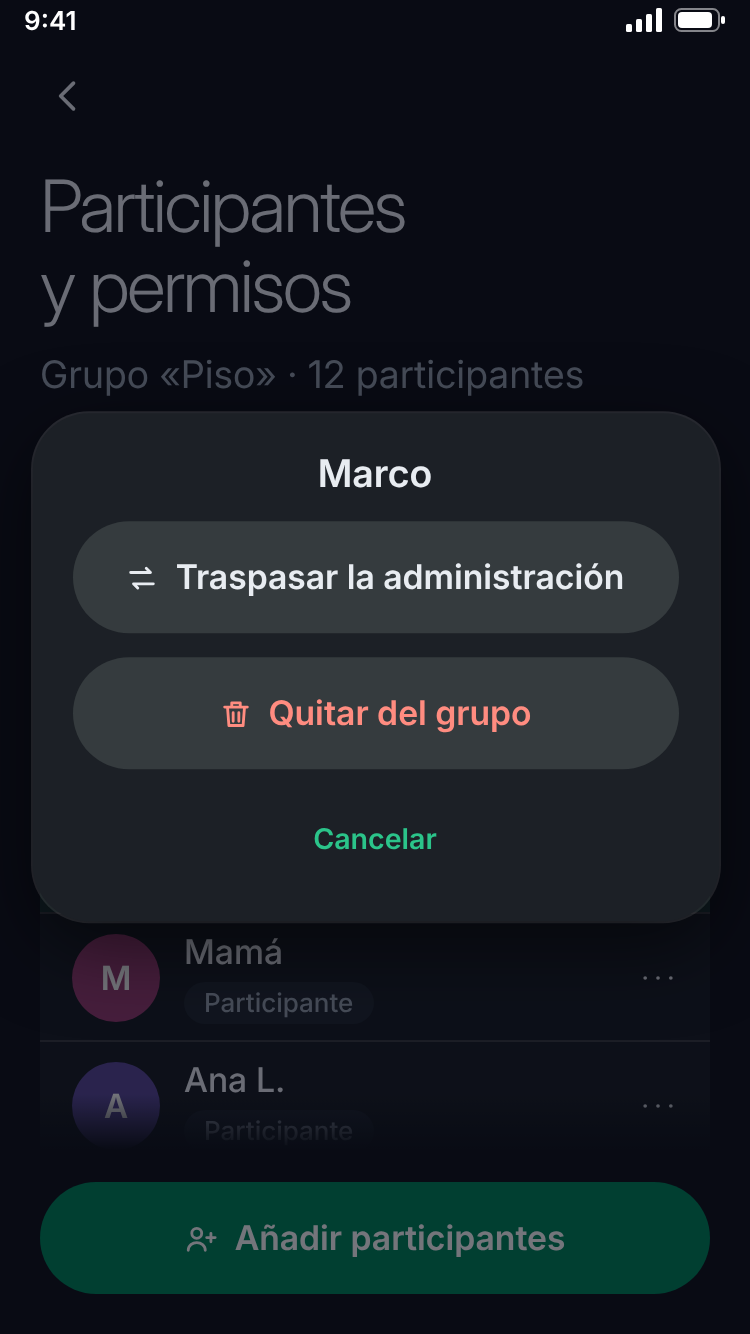 9:41
Participantes
y permisos
Grupo «Piso» · 12 participantes
Marco
Traspasar la administración
Quitar del grupo
Cancelar
M
Mamá
Participante
A
Ana L.
Participante
Añadir participantes